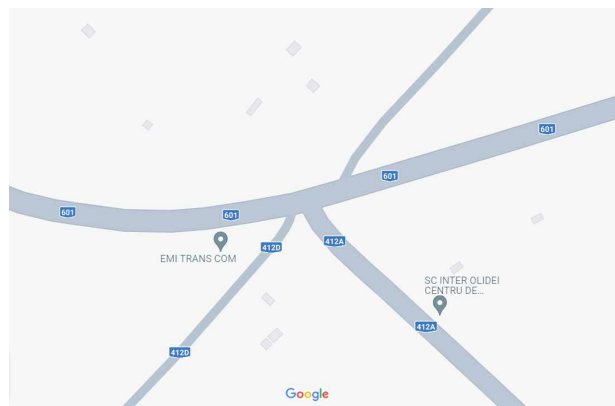 601
601
601
601
412D
412A
EMI TRANS COM
SC INTER OLIDEI
CENTRU DE...
412A
412D
Google